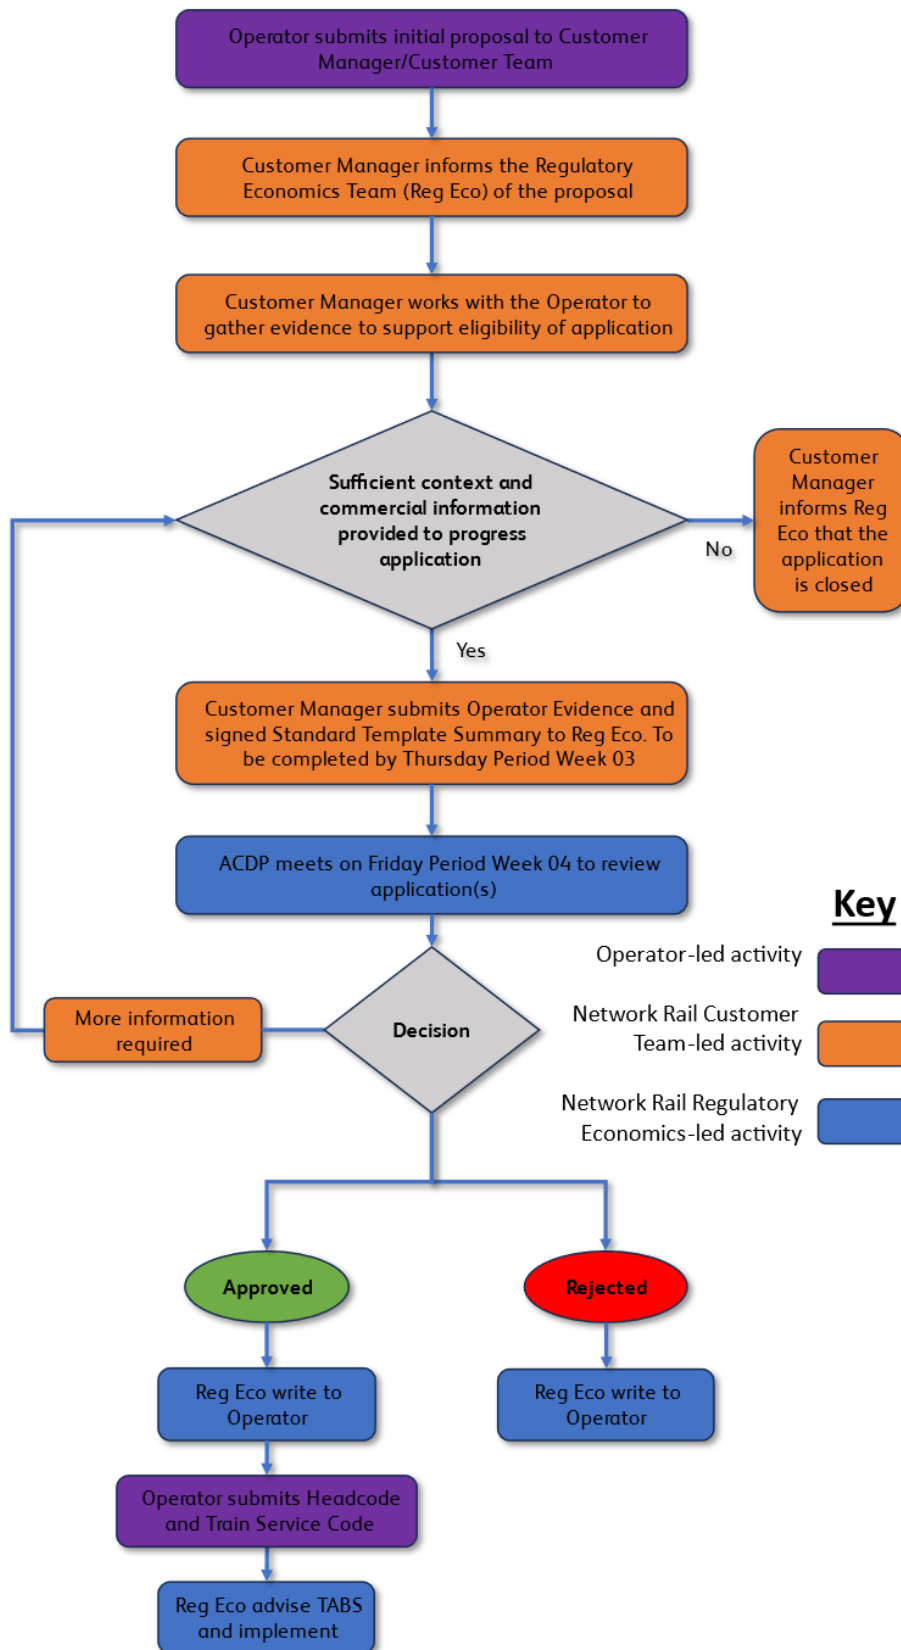 Operator submits initial proposal to Customer
Manager/Customer Team
Customer Manager informs the Regulatory
Economics Team (Reg Eco) of the proposal
Customer Manager works with the Operator to
gather evidence to support eligibility of application
Sufficient context and
commercial information
provided to progress
application
No
Customer
Manager
informs Reg
Eco that the
application
is closed
Yes
Customer Manager submits Operator Evidence and
signed Standard Template Summary to Reg Eco. To
be completed by Thursday Period Week 03
ACDP meets on Friday Period Week 04 to review
application(s)
Key
Operator-led activity
Network Rail Customer
Team-led activity
Network Rail Regulatory
Economics-led activity
More information
required
Decision
Approved
Rejected
Reg Eco write to
Operator
Reg Eco write to
Operator
Operator submits Headcode
and Train Service Code
Reg Eco advise TABS
and implement